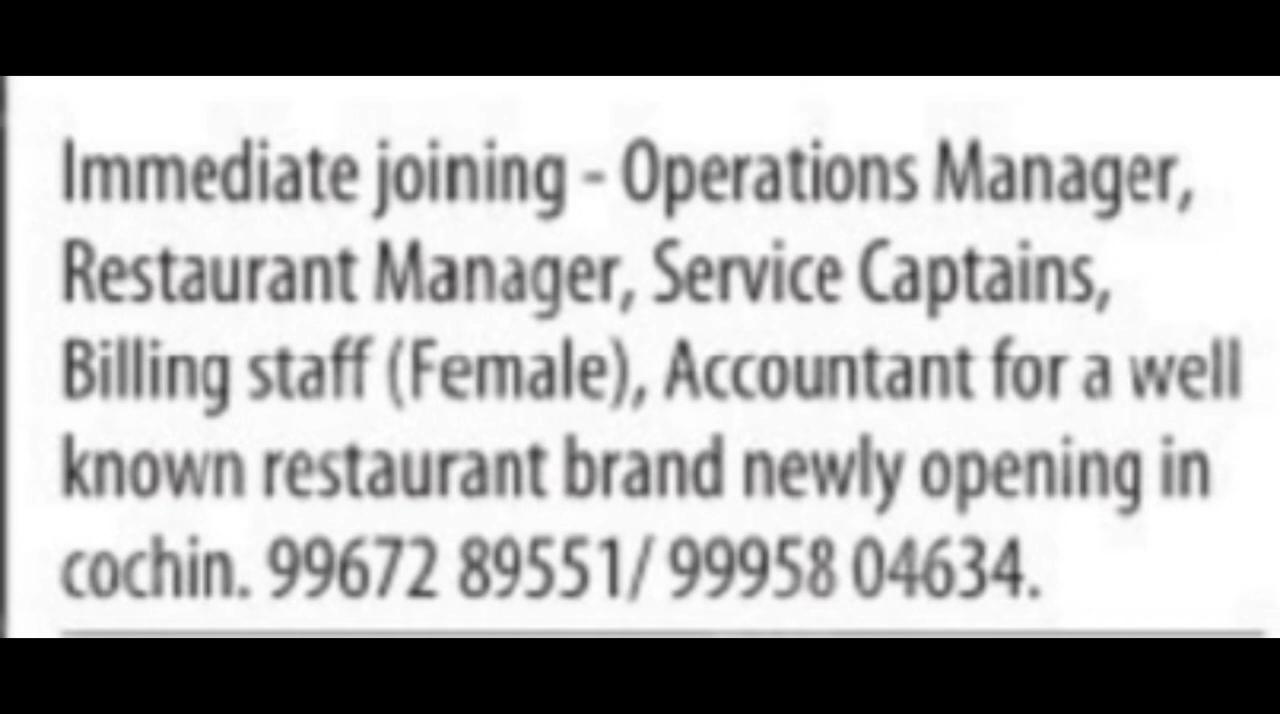 Immediate joining - Operations Manager,
Restaurant Manager, Service Captains,
Billing staff (Female), Accountant for a well
known restaurant brand newly opening in
cochin. 99672 89551/ 99958 04634.